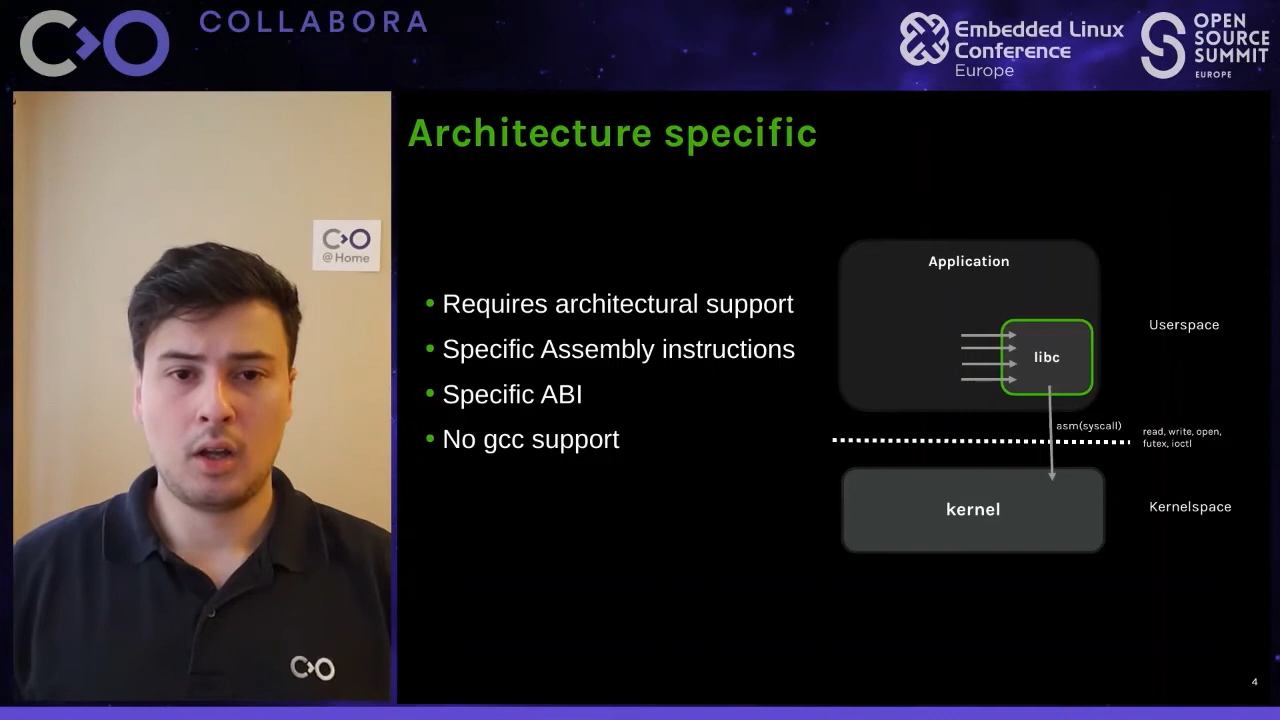 COLLABORA
Embedded Linux
Conference
Europe
OPEN
SOURCE
SUMMIT
EUROPE
@Home
Architecture specific
• Requires architectural support
• Specific Assembly instructions
• Specific ABI
• No gcc support
Application
libc
Userspace
asm(syscall)
read, write, open,
futex, ioctl
kernel
Kernelspace
4